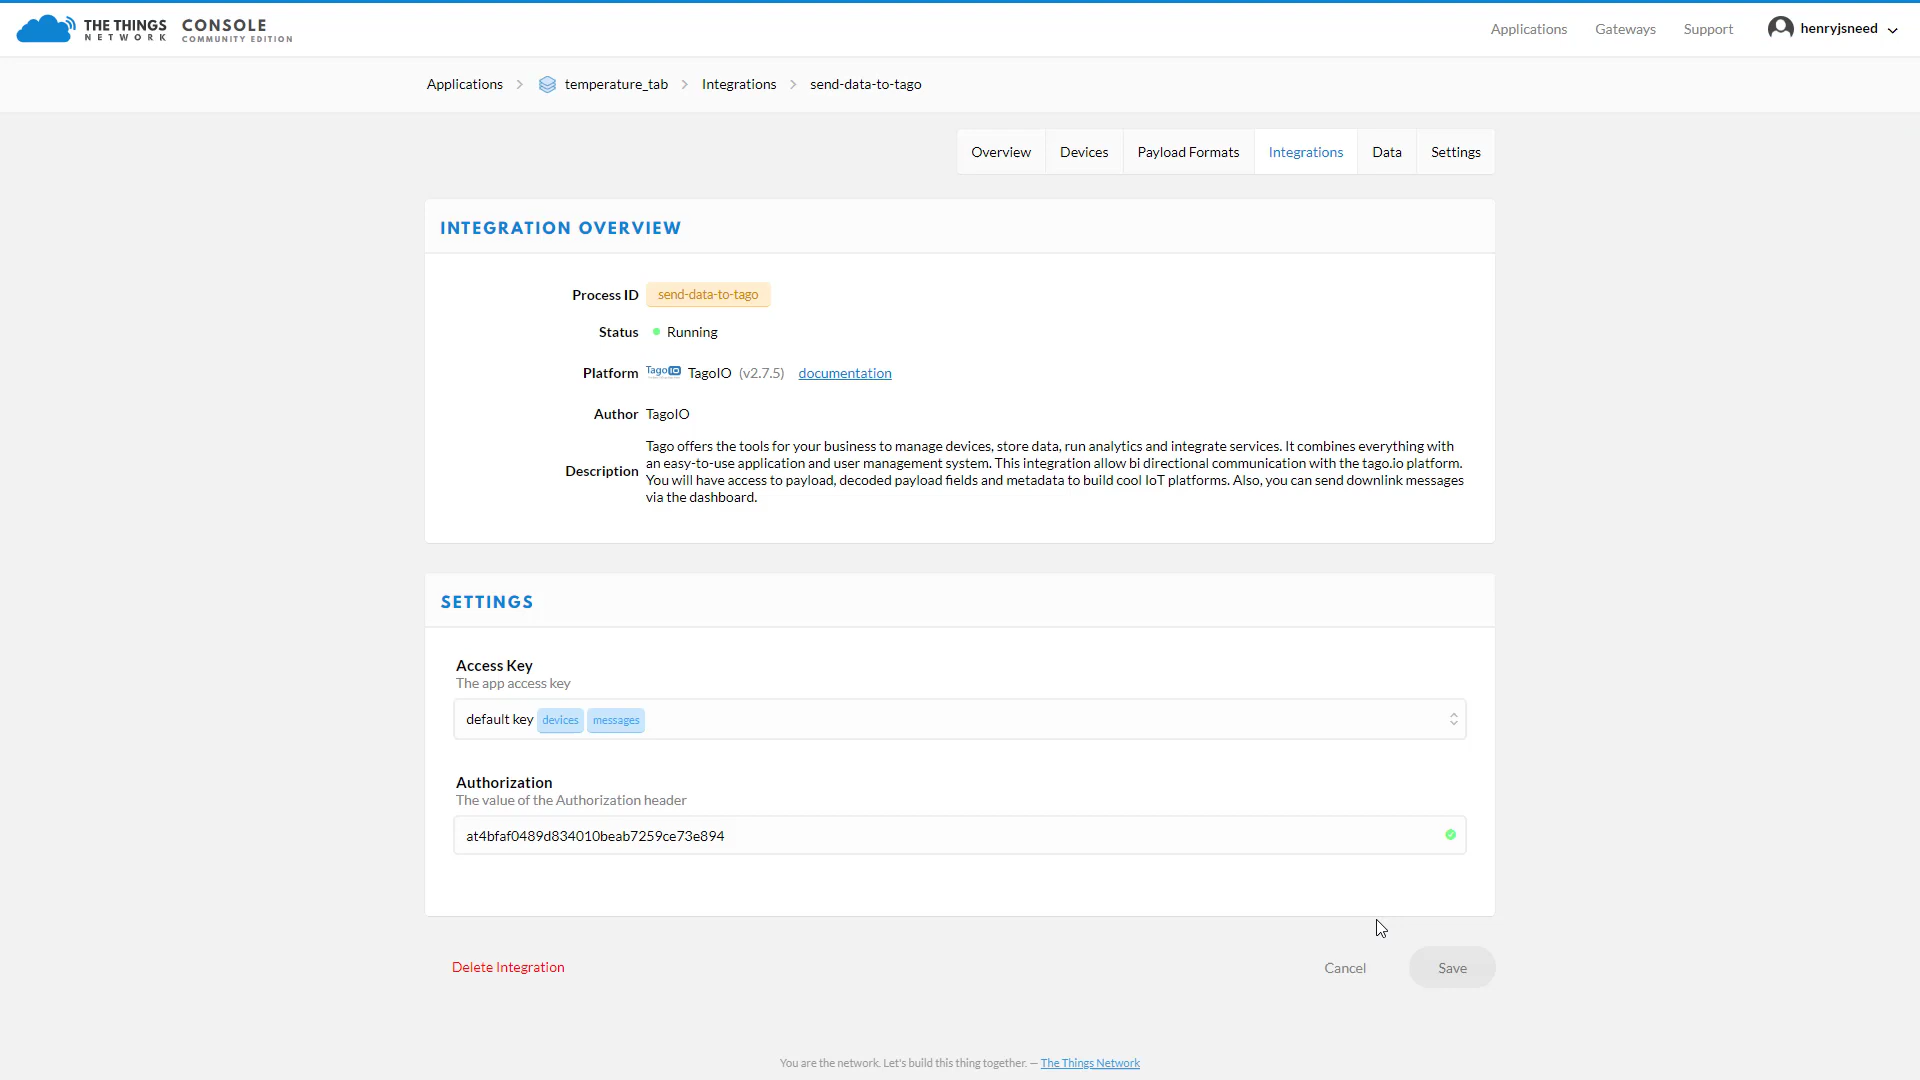 THE THINGS NETWORK CONSOLE COMMUNITY EDITION
Applications Gateways Support henryjsneed
Applications temperature_tab Integrations send-data-to-tago
Overview Devices Payload Formats Integrations Data Settings
INTEGRATION OVERVIEW
Process ID send-data-to-tago
Status Running
Platform TagoIO TagoIO (v2.7.5) documentation
Author TagoIO
Description
Tago offers the tools for your business to manage devices, store data, run analytics and integrate services. It combines everything with
an easy-to-use application and user management system. This integration allow bi directional communication with the tago.io platform.
You will have access to payload, decoded payload fields and metadata to build cool IoT platforms. Also, you can send downlink messages
via the dashboard.
SETTINGS
Access Key
The app access key
default key devices messages
Authorization
The value of the Authorization header
at4bfaf0489d834010beab7259ce73e894
Delete Integration Cancel Save
You are the network. Let's build this thing together. — The Things Network